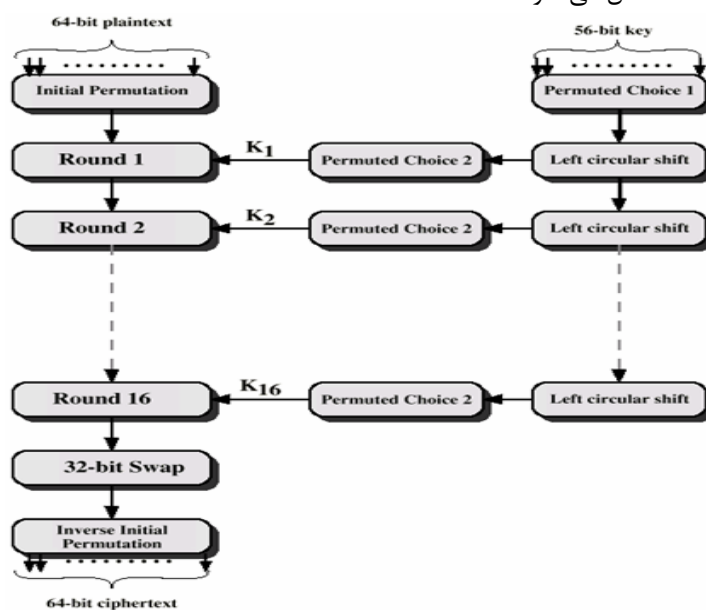 64-bit plaintext
56-bit key
Initial Permutation
Permuted Choice 1
Round 1
K1
Permuted Choice 2
Left circular shift
Round 2
K2
Permuted Choice 2
Left circular shift
Round 16
K16
Permuted Choice 2
Left circular shift
32-bit Swap
Inverse Initial
Permutation
64-bit ciphertext